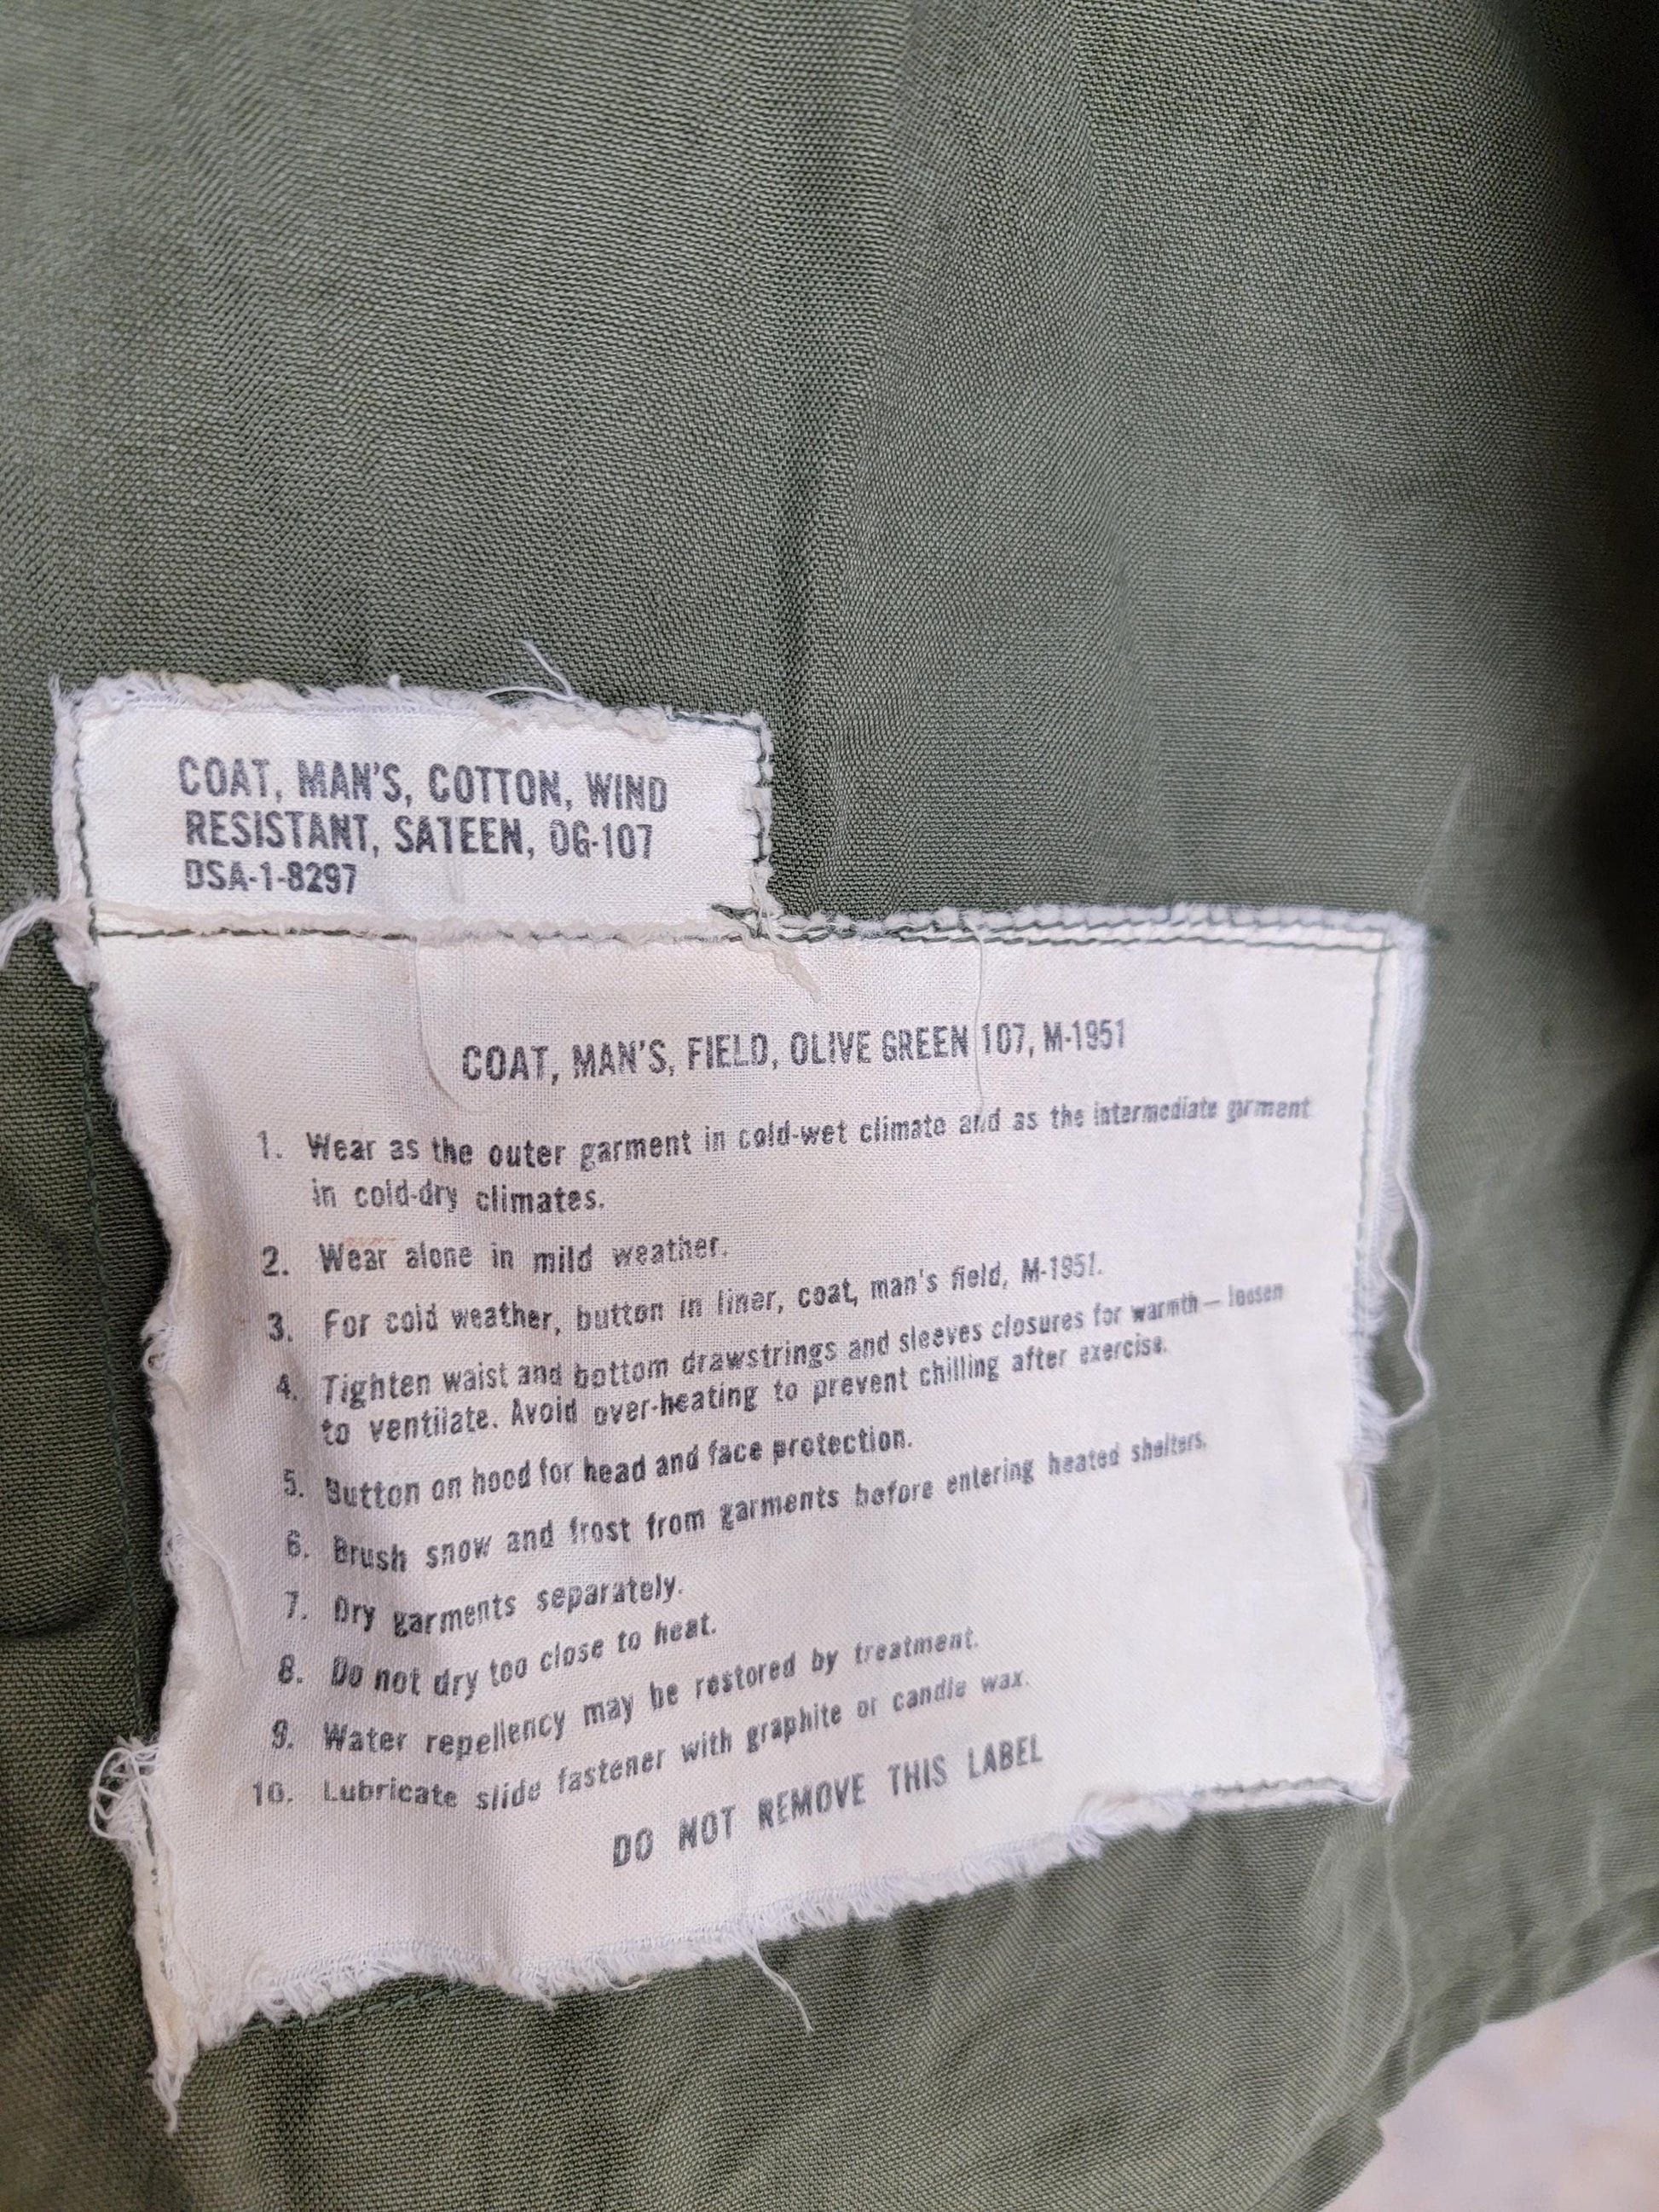 COAT, MAN'S, COTTON, WIND
RESISTANT, SATEEN, OG-107
DSA-1-8297
COAT, MAN'S, FIELD, OLIVE GREEN 107, M-1951
1. Wear as the outer garment in cold-wet climate and as the intermediate garment
in cold-dry climates.
2. Wear alone in mild weather.
3. For cold weather, button in liner, coat, man's field, M-1951.
4. Tighten waist and bottom drawstrings and sleeves closures for warmth — loosen
to ventilate. Avoid over-heating to prevent chilling after exercise.
5. Button on hood for head and face protection.
6. Brush snow and frost from garments before entering heated shelters.
7. Dry garments separately.
8. Do not dry too close to heat.
9. Water repellency may be restored by treatment.
10. Lubricate slide fastener with graphite or candle wax.
DO NOT REMOVE THIS LABEL